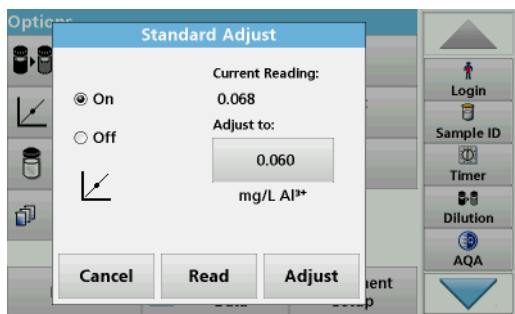 Options
Standard Adjust
Current Reading:
On
0.068
Adjust to:
Off
0.060
mg/L Al³⁺
Cancel
Read
Adjust
Login
Sample ID
Timer
Dilution
AQA